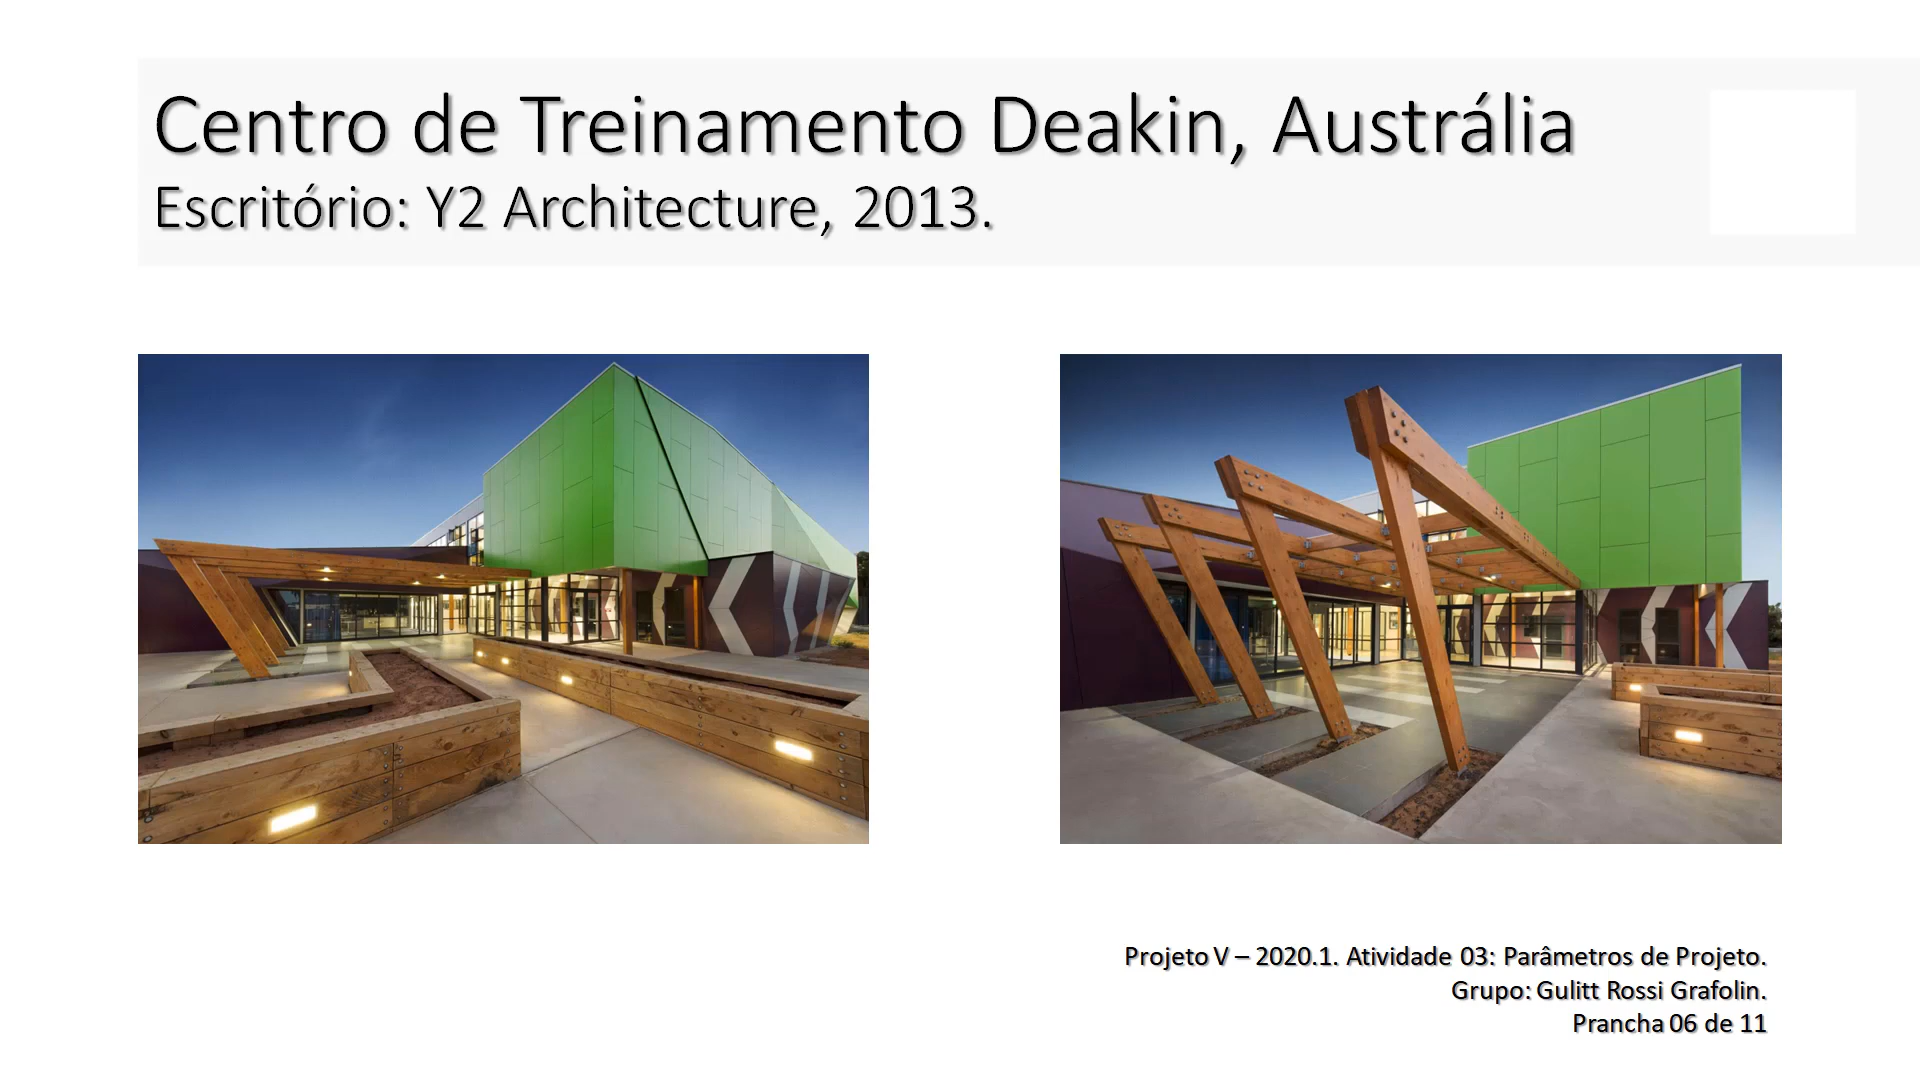 Centro de Treinamento Deakin, Austrália
Escritório: Y2 Architecture, 2013.
Projeto V – 2020.1. Atividade 03: Parâmetros de Projeto.
Grupo: Gulitt Rossi Grafolin.
Prancha 06 de 11